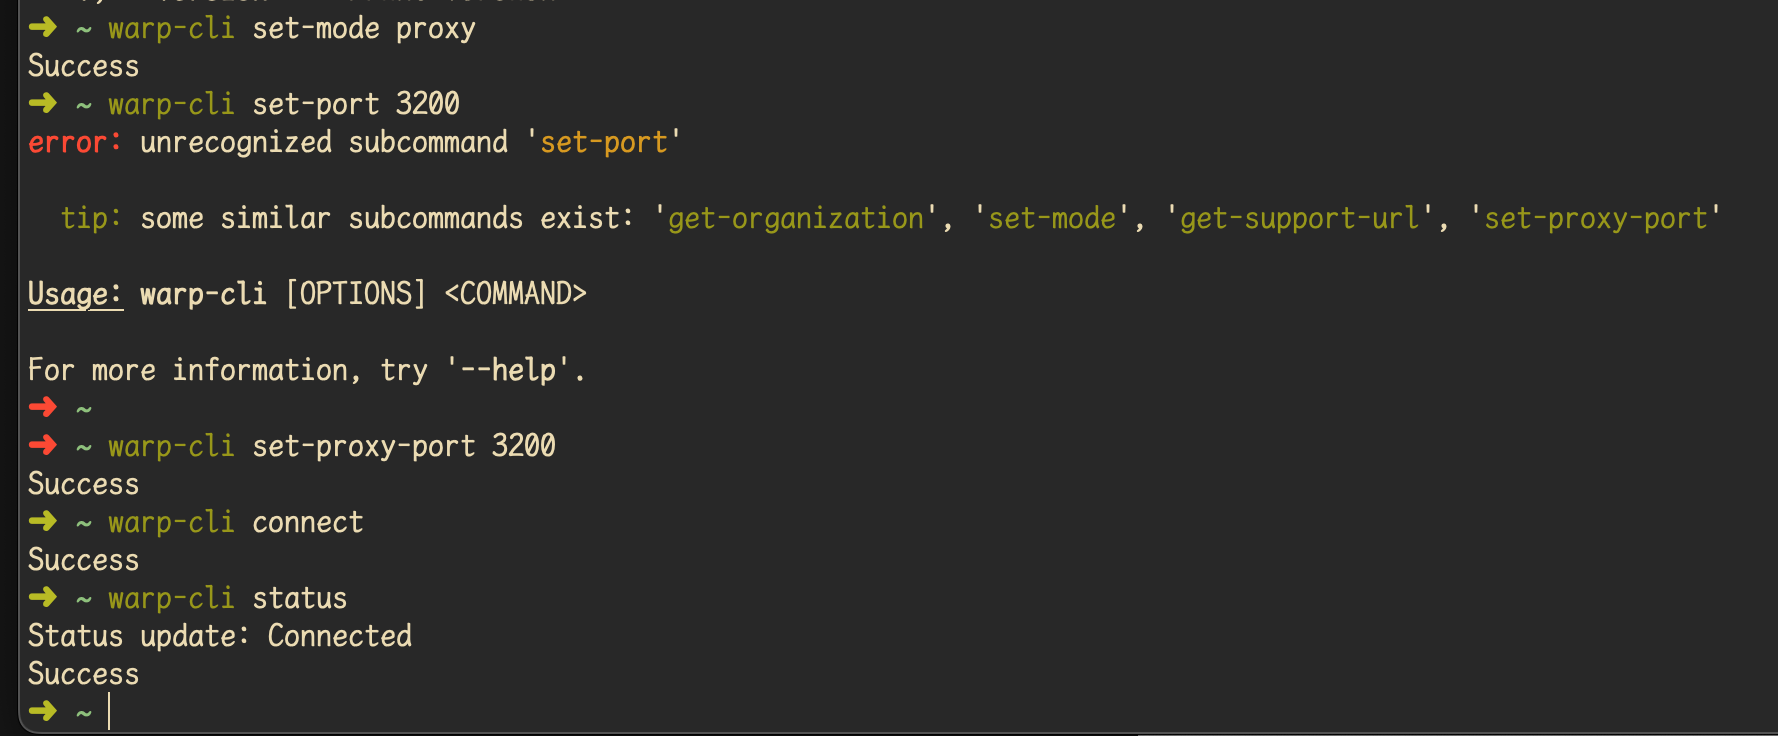 ➜ ~ warp-cli set-mode proxy
Success
➜ ~ warp-cli set-port 3200
error: unrecognized subcommand 'set-port'
tip: some similar subcommands exist: 'get-organization', 'set-mode', 'get-support-url', 'set-proxy-port'
Usage: warp-cli [OPTIONS] <COMMAND>
For more information, try '--help'.
➜ ~
➜ ~ warp-cli set-proxy-port 3200
Success
➜ ~ warp-cli connect
Success
➜ ~ warp-cli status
Status update: Connected
Success
➜ ~